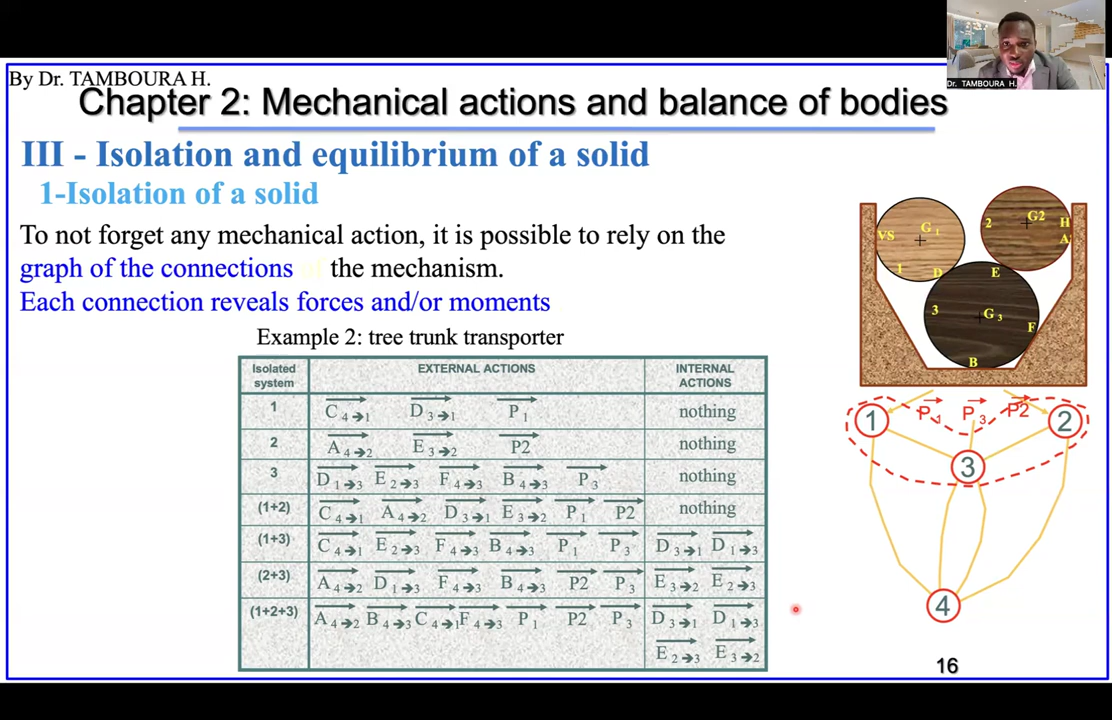 By Dr. TAMBOURA H.
Dr. TAMBOURA H.
Chapter 2: Mechanical actions and balance of bodies
III - Isolation and equilibrium of a solid
1-Isolation of a solid
To not forget any mechanical action, it is possible to rely on the
graph of the connections of the mechanism.
Each connection reveals forces and/or moments
Example 2: tree trunk transporter
Isolated system EXTERNAL ACTIONS INTERNAL ACTIONS
1 C 4➔1 D 3➔1 P 1 nothing
2 A 4➔2 E 3➔2 P2 nothing
3 D 1➔3 E 2➔3 F 4➔3 B 4➔3 P 3 nothing
(1+2) C 4➔1 A 4➔2 D 3➔1 E 3➔2 P 1 P2 nothing
(1+3) C 4➔1 E 2➔3 F 4➔3 B 4➔3 P 1 P 3 D 3➔1 D 1➔3
(2+3) A 4➔2 D 1➔3 F 4➔3 B 4➔3 P2 P 3 E 3➔2 E 2➔3
(1+2+3) A 4➔2 B 4➔3 C 4➔1 F 4➔3 P 1 P2 P 3 D 3➔1 D 1➔3
E 2➔3 E 3➔2
VS G 1 2 G2 H
A
1 D E
3 G 3 F
B
1 P 1 P 3 P2 2
3
4
16